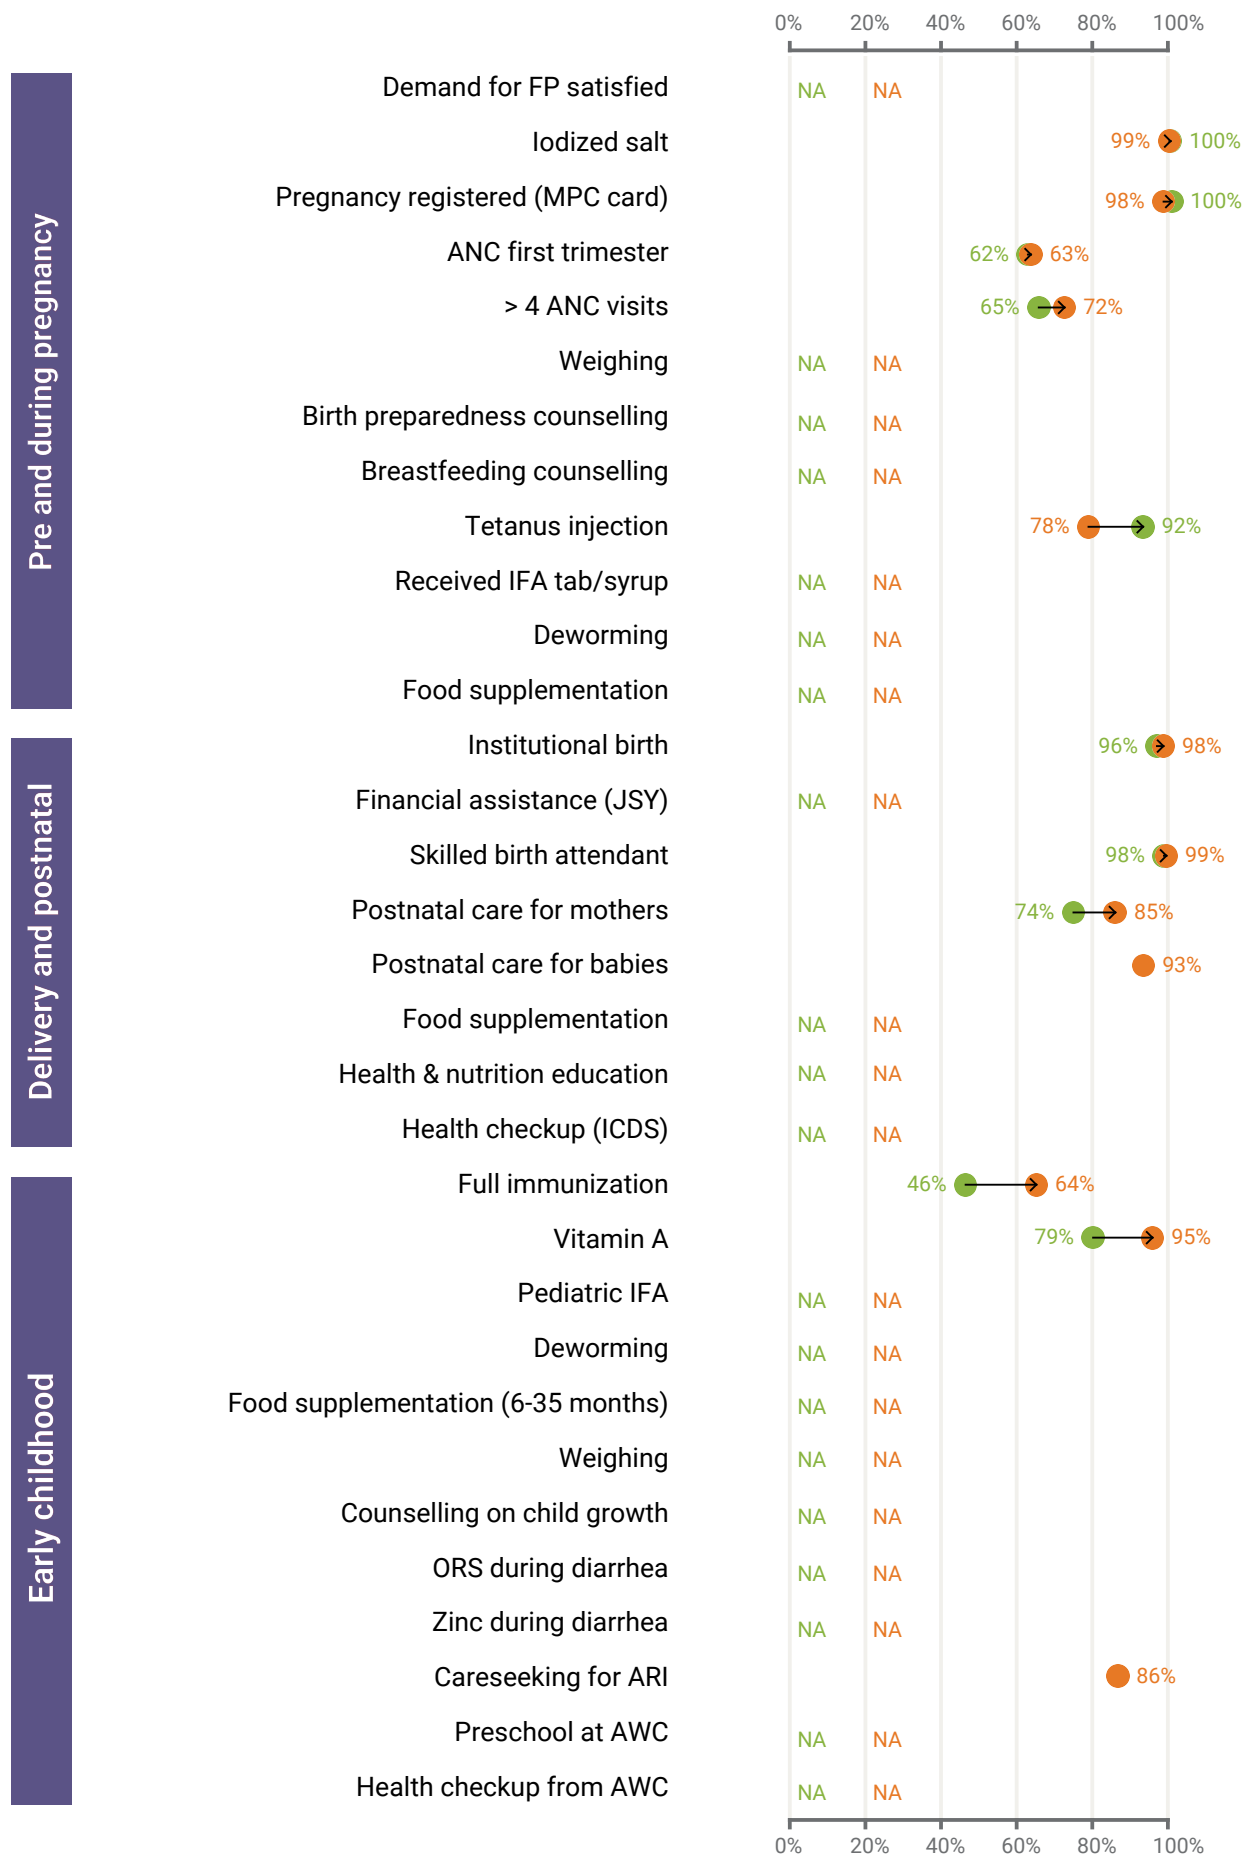 0% 20% 40% 60% 80% 100%
Pre and during pregnancy
Demand for FP satisfied NA NA
Iodized salt 99% 100%
Pregnancy registered (MPC card) 98% 100%
ANC first trimester 62% 63%
> 4 ANC visits 65% 72%
Weighing NA NA
Birth preparedness counselling NA NA
Breastfeeding counselling NA NA
Tetanus injection 78% 92%
Received IFA tab/syrup NA NA
Deworming NA NA
Food supplementation NA NA
Delivery and postnatal
Institutional birth 96% 98%
Financial assistance (JSY) NA NA
Skilled birth attendant 98% 99%
Postnatal care for mothers 74% 85%
Postnatal care for babies 93%
Food supplementation NA NA
Health & nutrition education NA NA
Health checkup (ICDS) NA NA
Early childhood
Full immunization 46% 64%
Vitamin A 79% 95%
Pediatric IFA NA NA
Deworming NA NA
Food supplementation (6-35 months) NA NA
Weighing NA NA
Counselling on child growth NA NA
ORS during diarrhea NA NA
Zinc during diarrhea NA NA
Careseeking for ARI 86%
Preschool at AWC NA NA
Health checkup from AWC NA NA
0% 20% 40% 60% 80% 100%